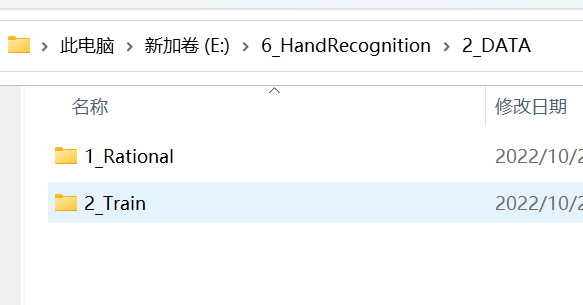 此电脑 › 新加卷 (E:) › 6_HandRecognition › 2_DATA
名称 修改日期
1_Rational 2022/10/2
2_Train 2022/10/2